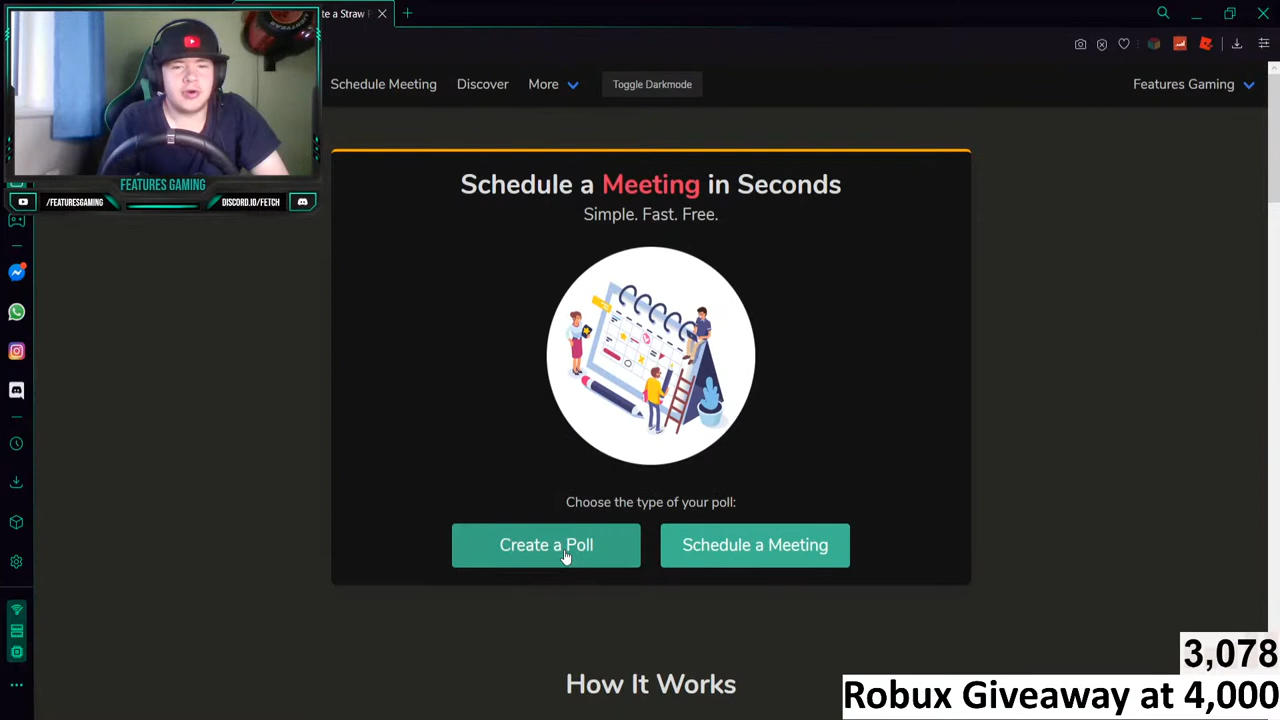 te a Straw
Schedule Meeting
Discover
More
Toggle Darkmode
Features Gaming
FEATURES GAMING
/FEATURESGAMING
DISCORD.IO/FETCH
Schedule a Meeting in Seconds
Simple. Fast. Free.
Choose the type of your poll:
Create a Poll
Schedule a Meeting
How It Works
3,078
Robux Giveaway at 4,000